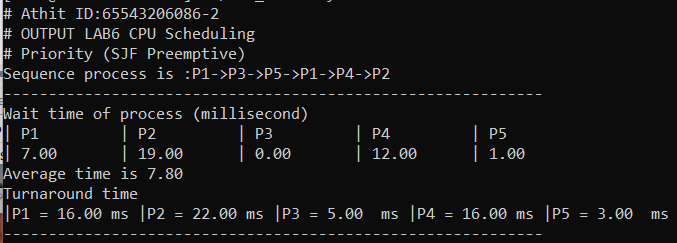 # Athit ID:65543206086-2
# OUTPUT LAB6 CPU Scheduling
# Priority (SJF Preemptive)
Sequence process is :P1->P3->P5->P1->P4->P2
------------------------------------------------------------
Wait time of process (millisecond)
| P1 | P2 | P3 | P4 | P5
| 7.00 | 19.00 | 0.00 | 12.00 | 1.00
Average time is 7.80
Turnaround time
|P1 = 16.00 ms |P2 = 22.00 ms |P3 = 5.00  ms |P4 = 16.00 ms |P5 = 3.00  ms
------------------------------------------------------------